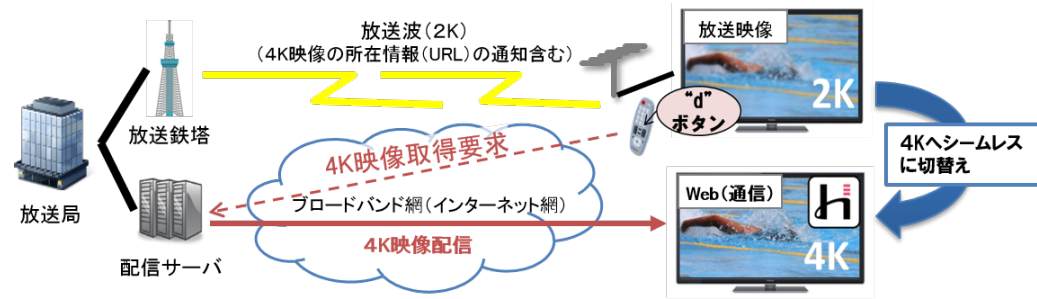 放送波（2K）
（4K映像の所在情報（URL）の通知含む）
放送映像
2K
“d”
ボタン
放送鉄塔
4Kへシームレス
に切替え
4K映像取得要求
放送局
ブロードバンド網（インターネット網）
Web（通信）
4K
4K映像配信
配信サーバ